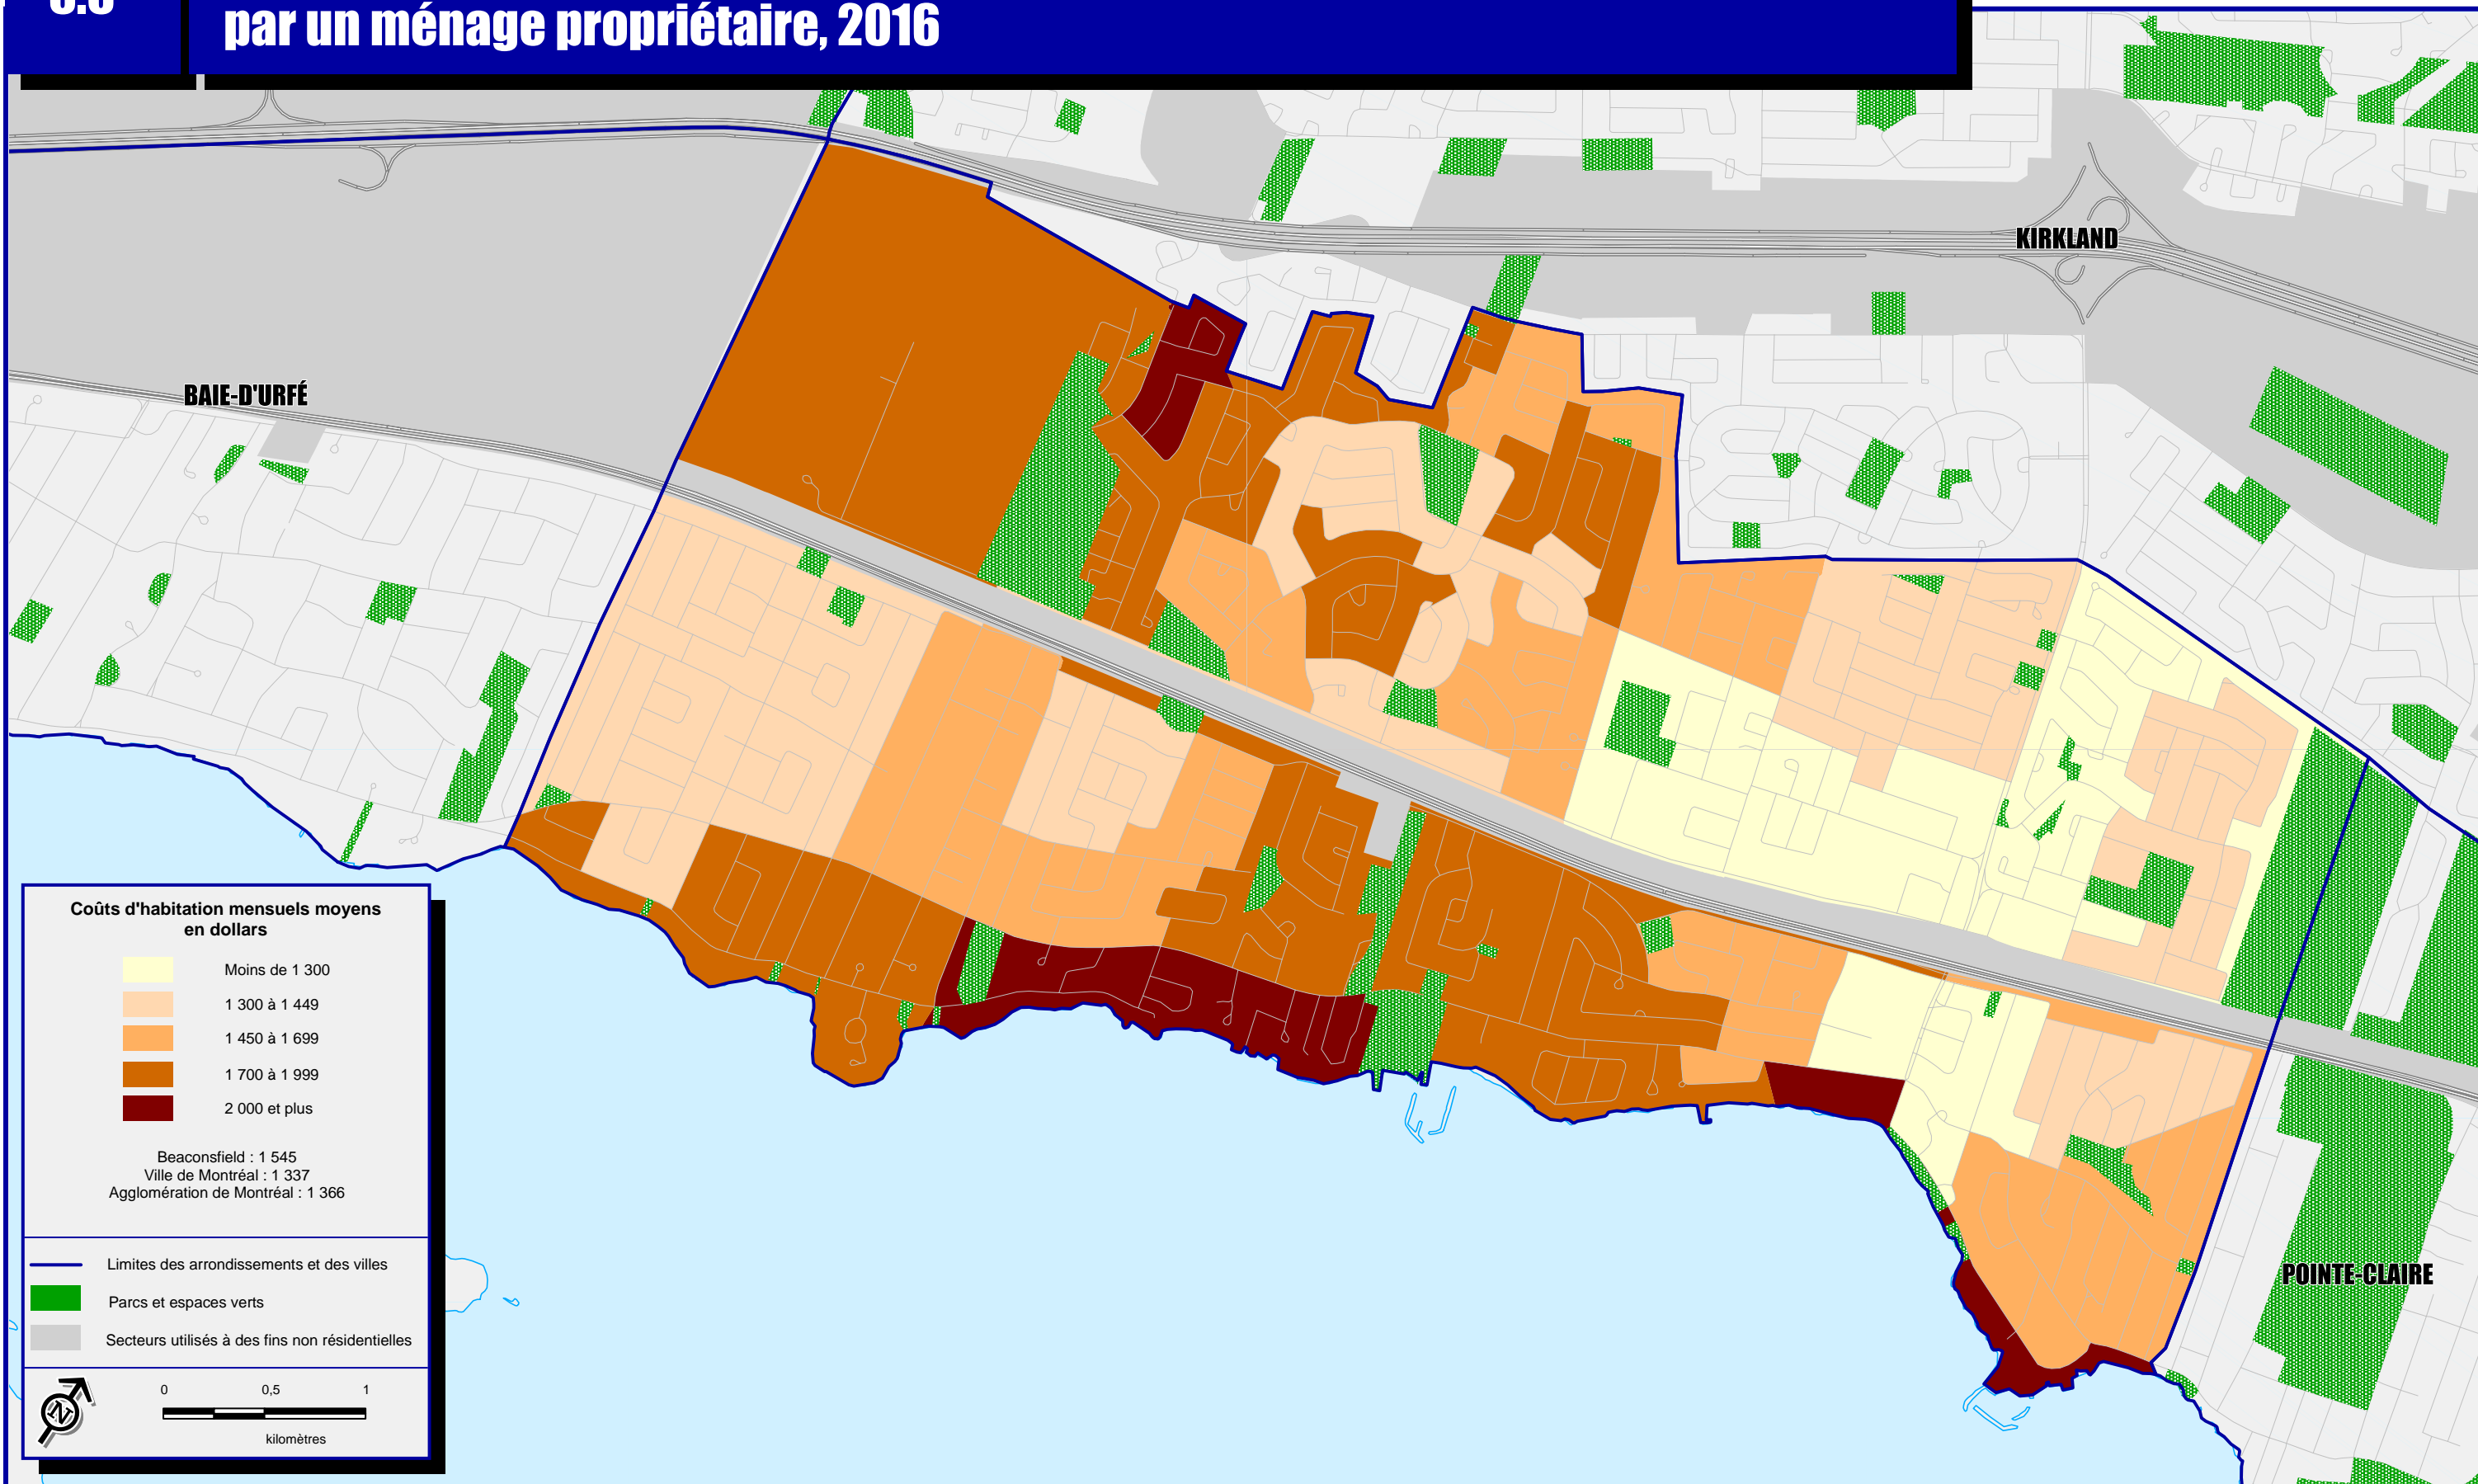 par un ménage propriétaire, 2016
KIRKLAND
BAIE-D'URFÉ
POINTE-CLAIRE
Coûts d'habitation mensuels moyens
en dollars
Moins de 1 300
1 300 à 1 449
1 450 à 1 699
1 700 à 1 999
2 000 et plus
Beaconsfield : 1 545
Ville de Montréal : 1 337
Agglomération de Montréal : 1 366
Limites des arrondissements et des villes
Parcs et espaces verts
Secteurs utilisés à des fins non résidentielles
N
0 0,5 1
kilomètres